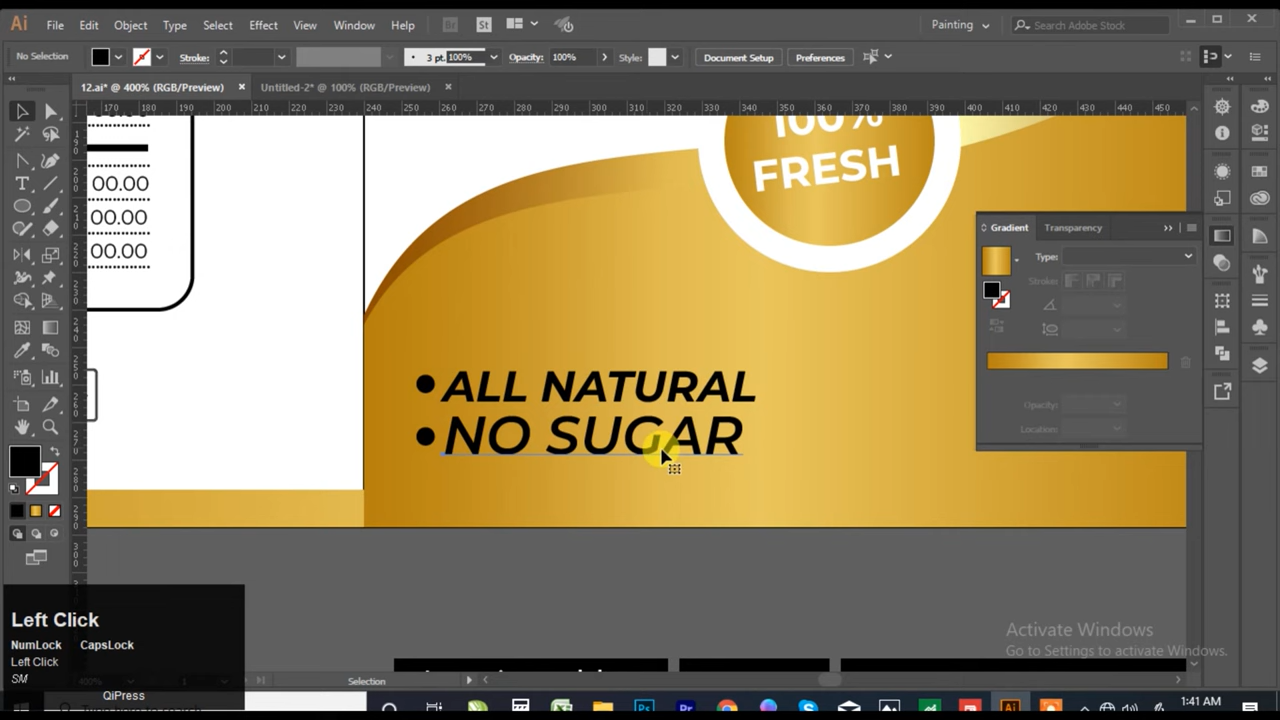 Ai File Edit Object Type Select Effect View Window Help Br St Painting Search Adobe Stock
No Selection Stroke: 3 pt. 100% Opacity: 100% Style: Document Setup Preferences
12.ai* @ 400% (RGB/Preview) × Untitled-2* @ 100% (RGB/Preview) ×
170 180 190 200 210 220 230 240 250 260 270 280 290 300 310 320 330 340 350 360 370 380 390 400 410 420 430 440 450
100%
FRESH
00.00
00.00
00.00
Gradient Transparency
Type:
Stroke:
Opacity:
Location:
• ALL NATURAL
• NO SUGAR
Left Click
NumLock CapsLock
Left Click
SM
QiPress
Selection
Activate Windows
Go to Settings to activate Windows.
1:41 AM